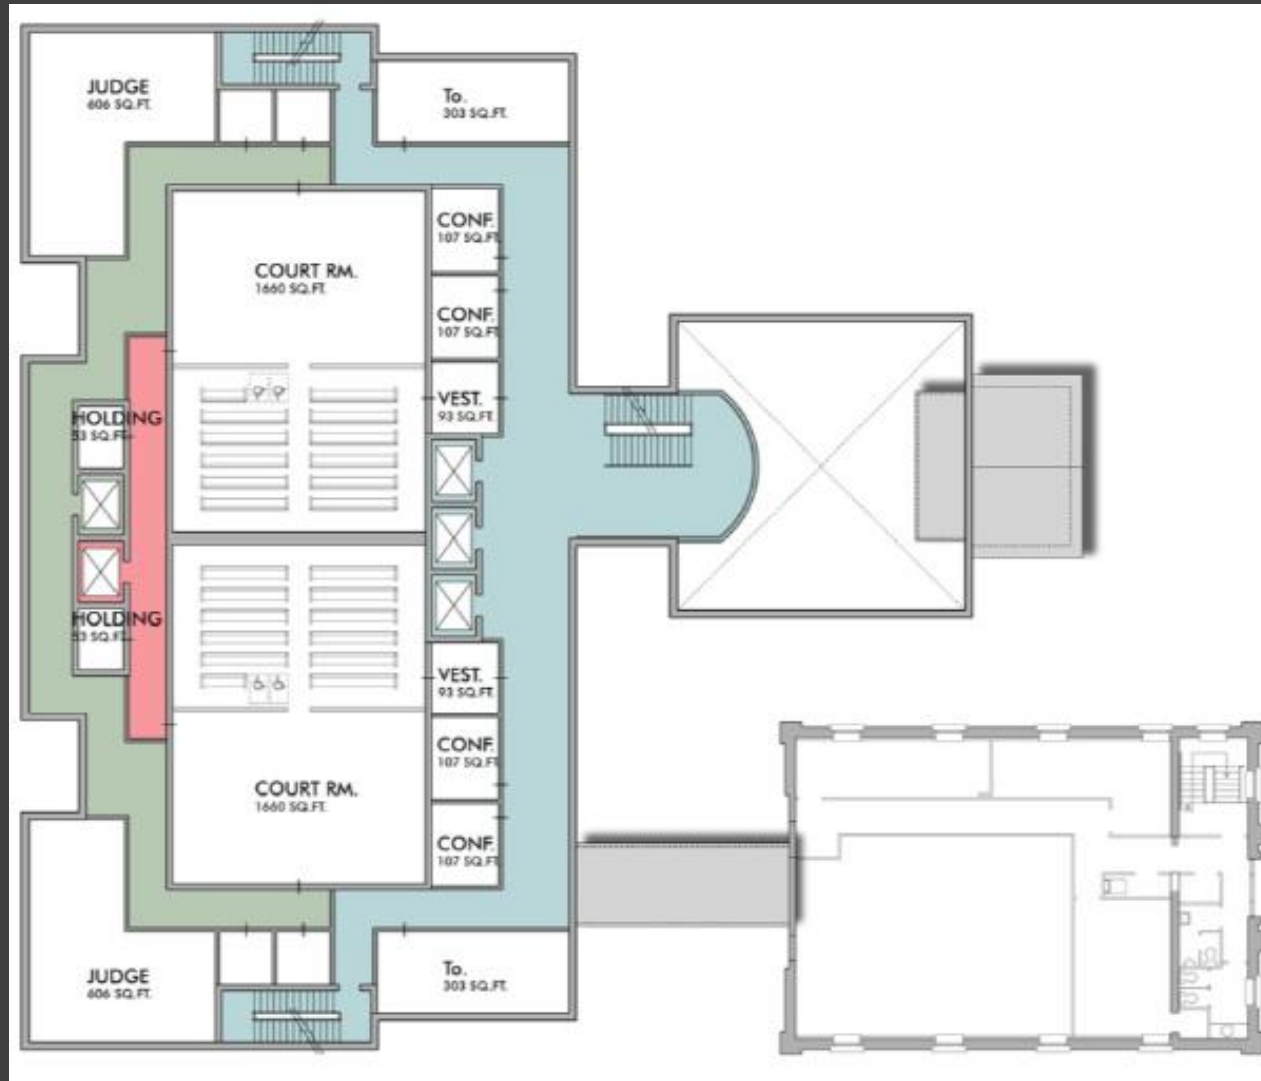 JUDGE
606 SQ.FT.
To.
303 SQ.FT.
CONF.
107 SQ.FT
COURT RM.
1660 SQ.FT.
CONF.
107 SQ.FT
VEST.
93 SQ.FT.
HOLDING
53 SQ.FT.
HOLDING
53 SQ.FT.
VEST.
93 SQ.FT.
CONF.
107 SQ.FT
COURT RM.
1660 SQ.FT.
CONF.
107 SQ.FT
JUDGE
606 SQ.FT.
To.
303 SQ.FT.